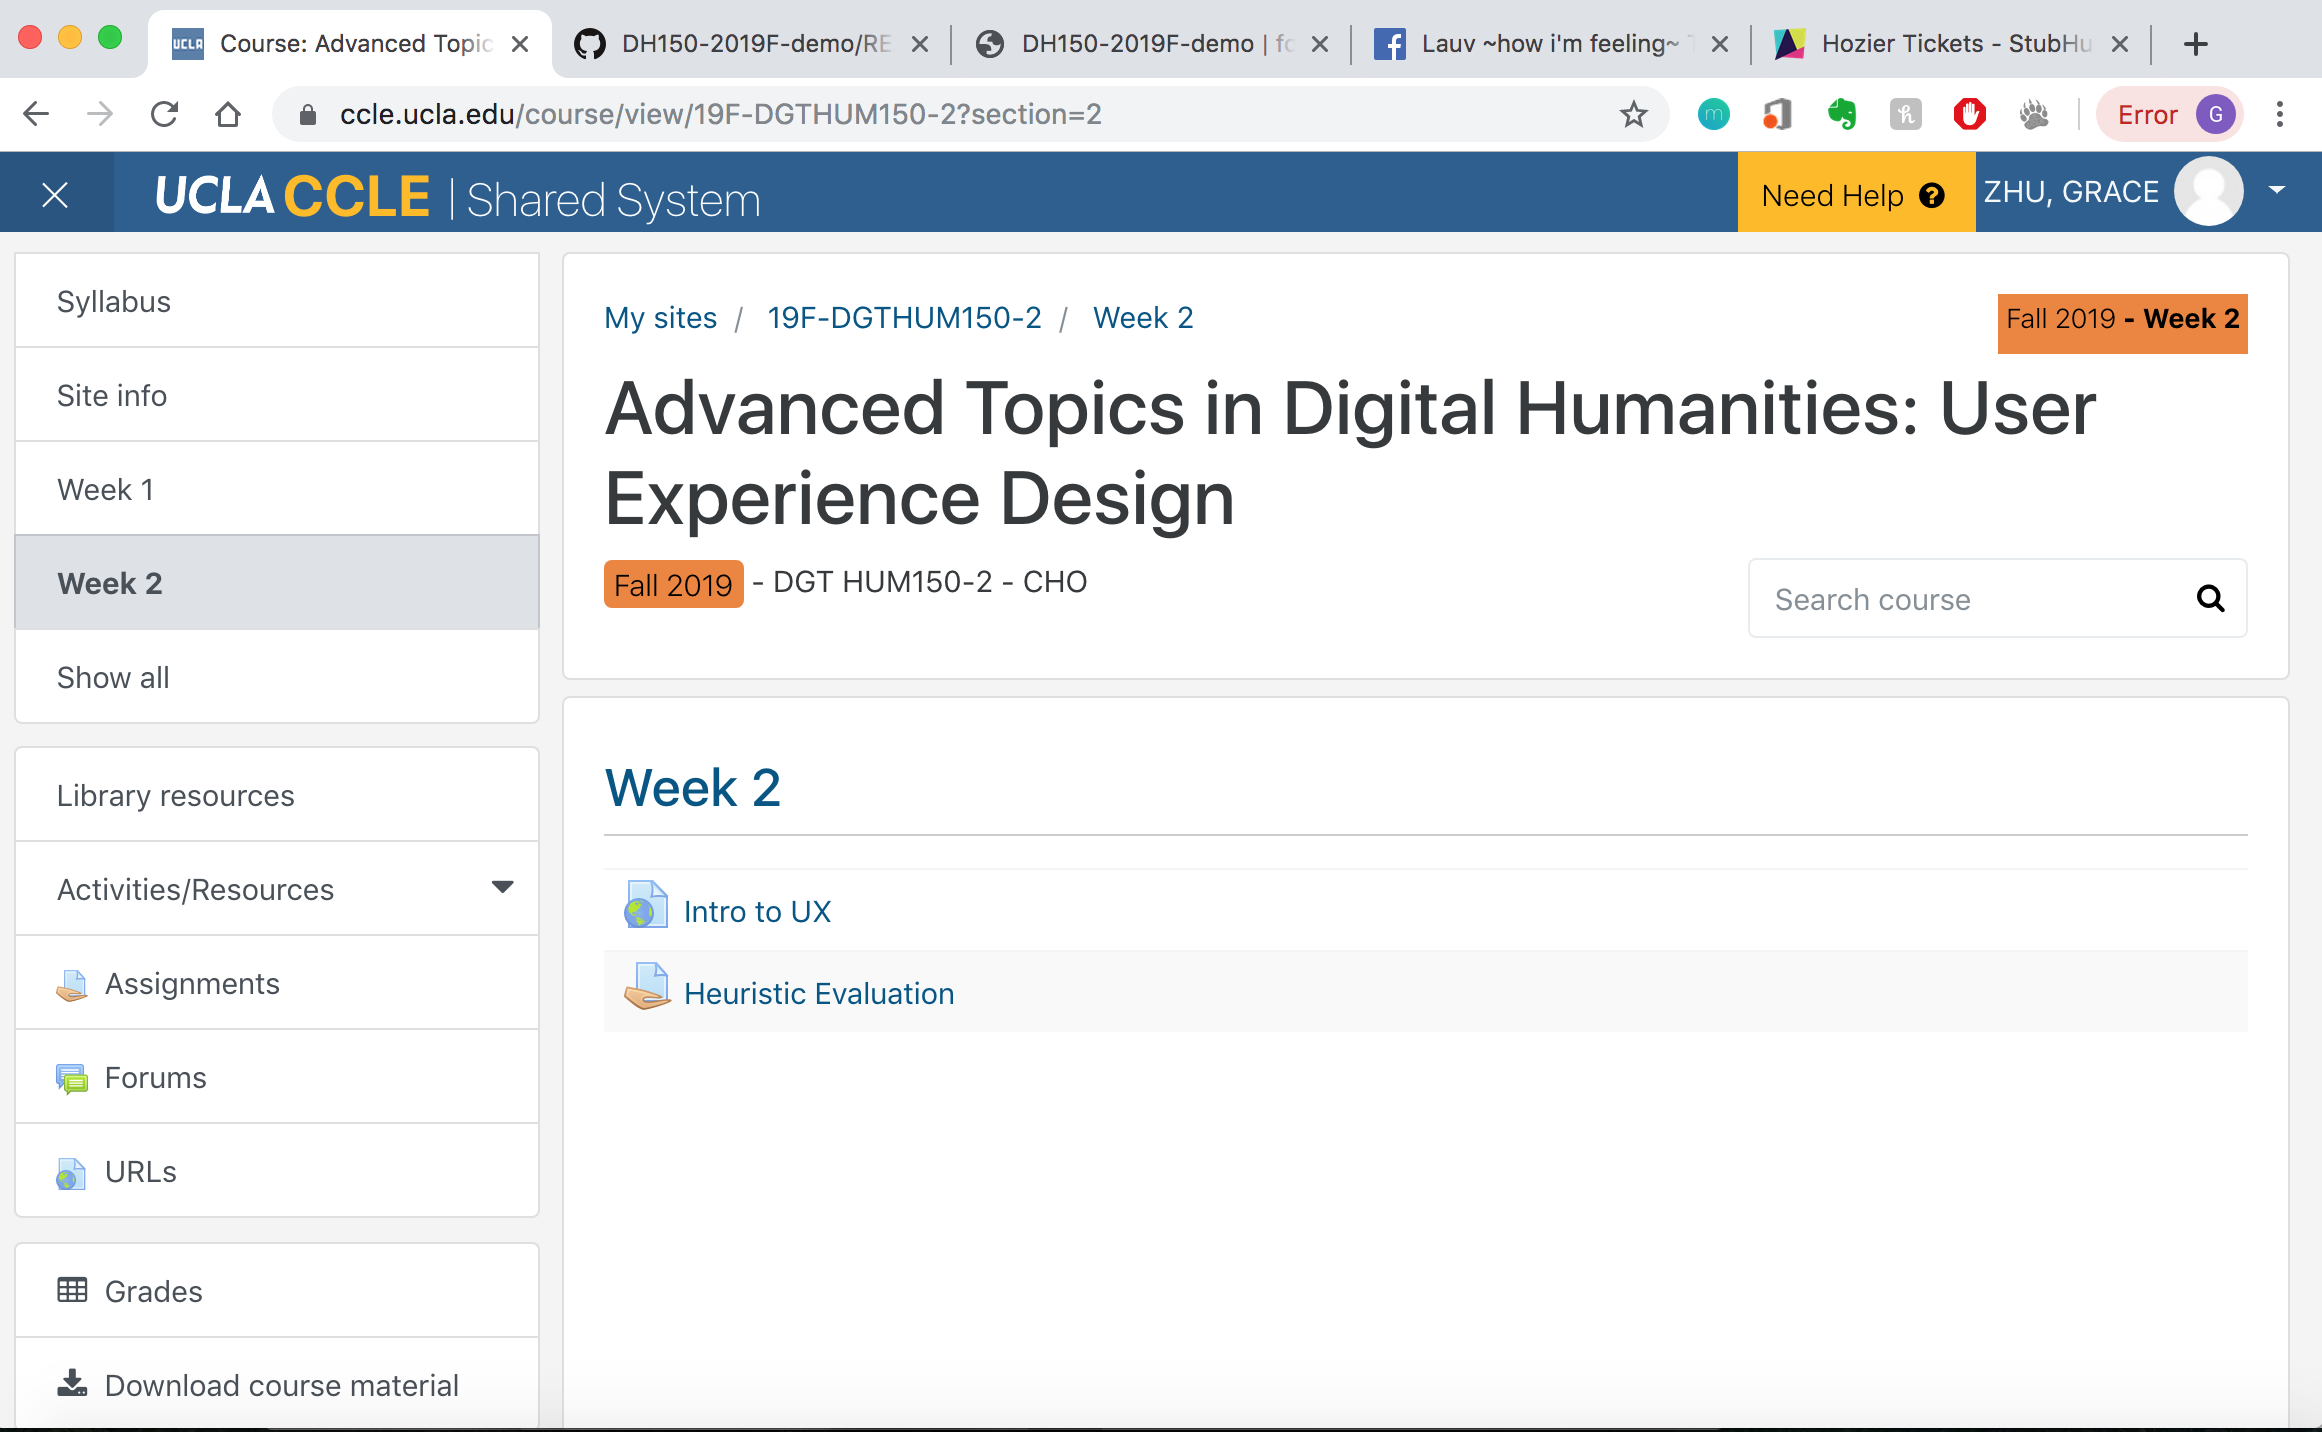 UCLA Course: Advanced Topic
DH150-2019F-demo/RE
DH150-2019F-demo | fo
Lauv ~how i'm feeling~
Hozier Tickets - StubHu
ccle.ucla.edu/course/view/19F-DGTHUM150-2?section=2
m
h
Error G
UCLA CCLE | Shared System
Need Help ?
ZHU, GRACE
Syllabus
Site info
Week 1
Week 2
Show all
Library resources
Activities/Resources
Assignments
Forums
URLs
Grades
Download course material
My sites / 19F-DGTHUM150-2 / Week 2
Fall 2019 - Week 2
Advanced Topics in Digital Humanities: User
Experience Design
Fall 2019 - DGT HUM150-2 - CHO
Search course
Week 2
Intro to UX
Heuristic Evaluation